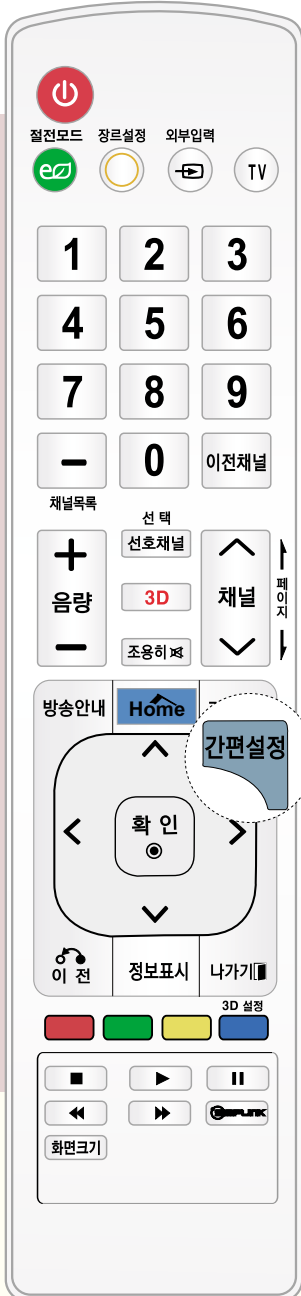 절전모드 장르설정 외부입력
TV
1 2 3
4 5 6
7 8 9
- 0 이전채널
채널목록
선 택
+ 선호채널
음량 3D 채널 페이지
- 조용히
방송안내 Home
간편설정
확 인
이 전 정보표시 나가기
3D 설정
화면크기